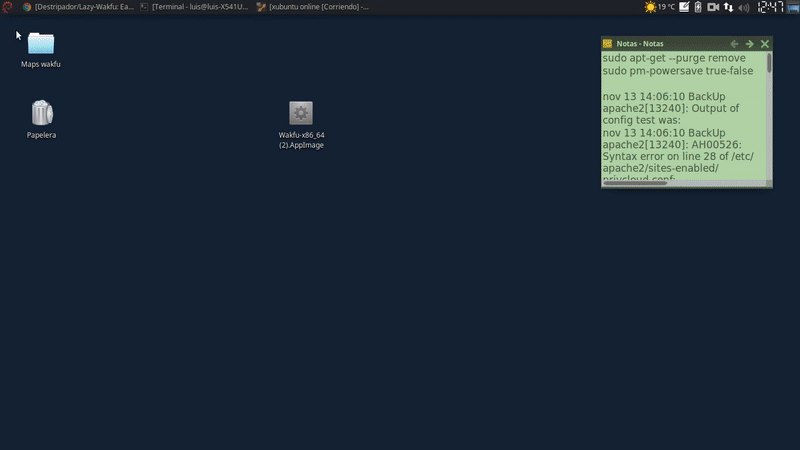 [Destripador/Lazy-Wakfu: Ea...
[Terminal - luis@luis-X541U...
[xubuntu online [Corriendo] -...
19 °C
12:47
Maps wakfu
Papelera
Wakfu-x86_64
(2).AppImage
Notas - Notas
sudo apt-get --purge remove
sudo pm-powersave true-false
nov 13 14:06:10 BackUp
apache2[13240]: Output of
config test was:
nov 13 14:06:10 BackUp
apache2[13240]: AH00526:
Syntax error on line 28 of /etc/
apache2/sites-enabled/
privcloud.conf: